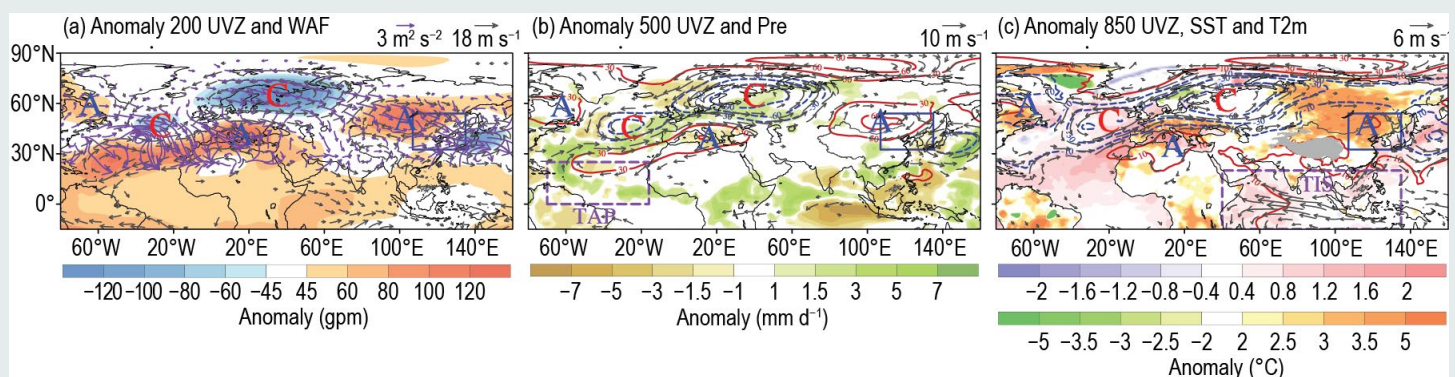 (a) Anomaly 200 UVZ and WAF
3 m² s⁻² 18 m s⁻¹
90°N
60°N
30°N
0°
A
C
C
A
A
60°W 20°W 20°E 60°E 100°E 140°E
−120 −100 −80 −60 −45 45 60 80 100 120
Anomaly (gpm)
(b) Anomaly 500 UVZ and Pre
10 m s⁻¹
A
C
C
A
A
TAP
60°W 20°W 20°E 60°E 100°E 140°E
−7 −5 −3 −1.5 −1 1 1.5 3 5 7
Anomaly (mm d⁻¹)
(c) Anomaly 850 UVZ, SST and T2m
6 m s⁻¹
A
C
C
A
A
TIS
60°W 20°W 20°E 60°E 100°E 140°E
−2 −1.6 −1.2 −0.8 −0.4 0.4 0.8 1.2 1.6 2
−5 −3.5 −3 −2.5 −2 2 2.5 3 3.5 5
Anomaly (°C)